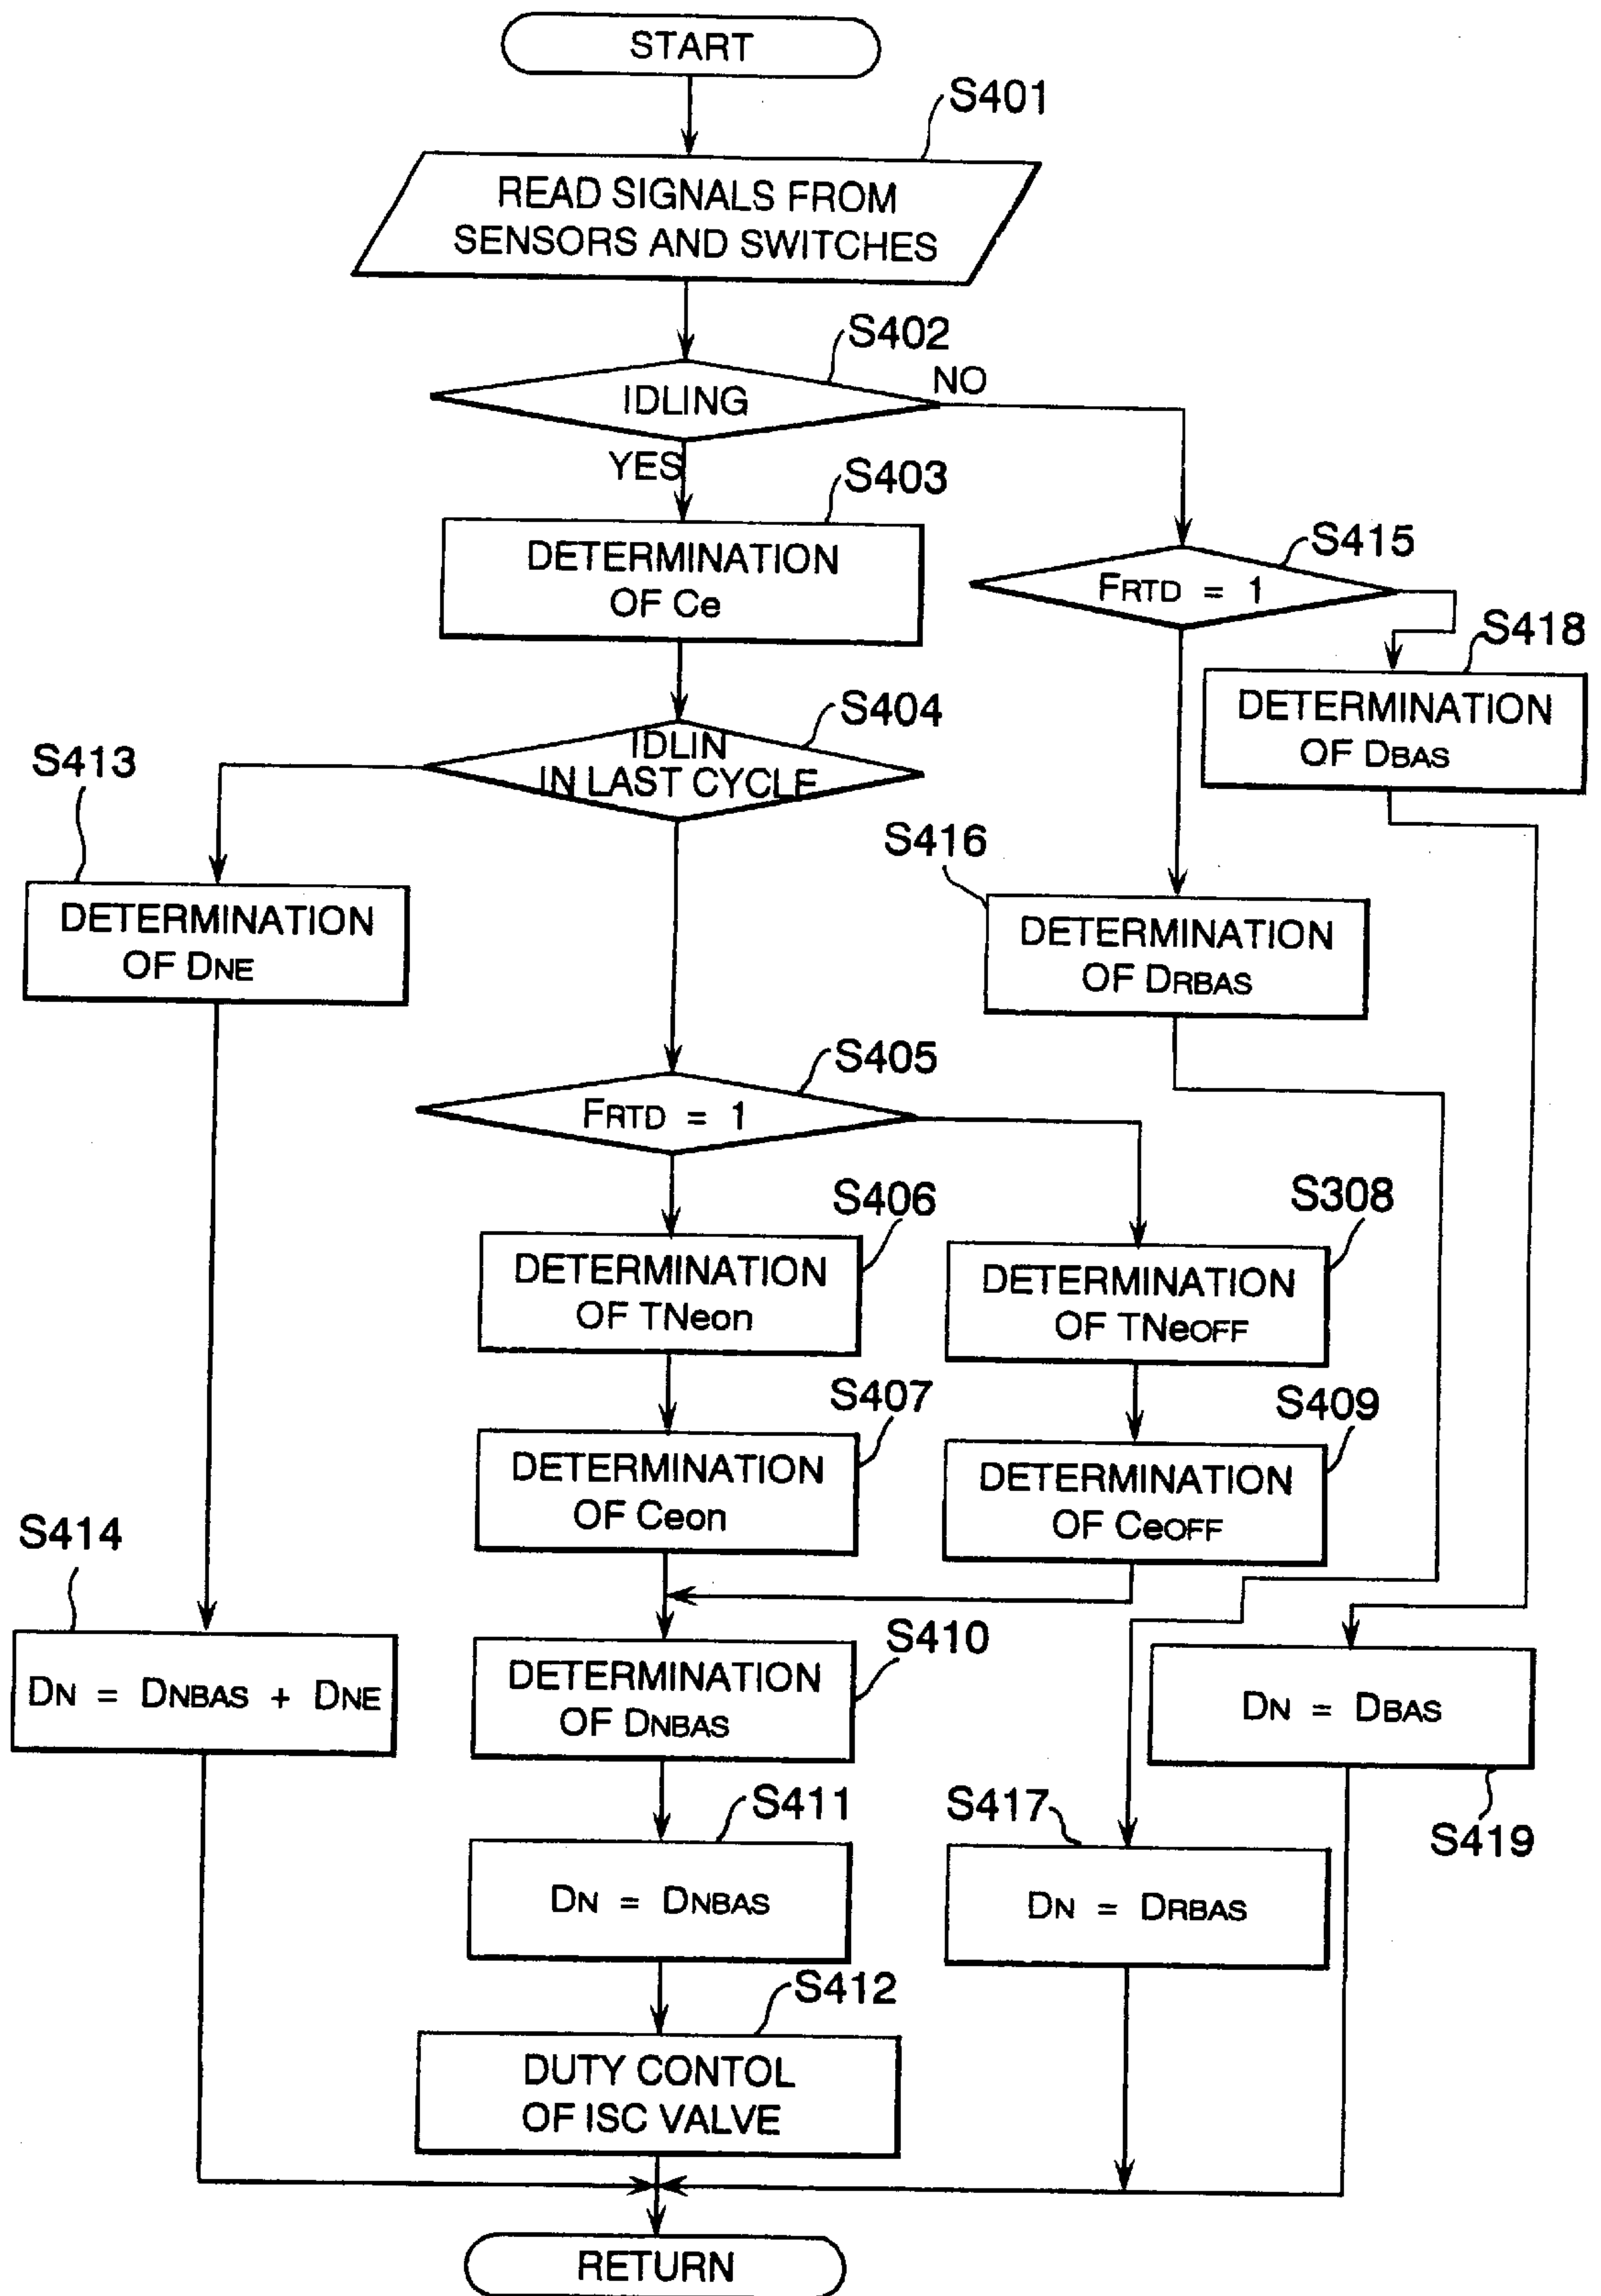 START
S401
READ SIGNALS FROM
SENSORS AND SWITCHES
S402
IDLING
NO
YES
S403
DETERMINATION
OF Ce
S415
FRTD = 1
S418
DETERMINATION
OF DBAS
S404
IDLIN
IN LAST CYCLE
S413
DETERMINATION
OF DNE
S416
DETERMINATION
OF DRBAS
S405
FRTD = 1
S406
DETERMINATION
OF TNeon
S308
DETERMINATION
OF TNeOFF
S407
DETERMINATION
OF Ceon
S409
DETERMINATION
OF CeOFF
S414
DN = DNBAS + DNE
S410
DETERMINATION
OF DNBAS
DN = DBAS
S419
S411
DN = DNBAS
S417
DN = DRBAS
S412
DUTY CONTOL
OF ISC VALVE
RETURN